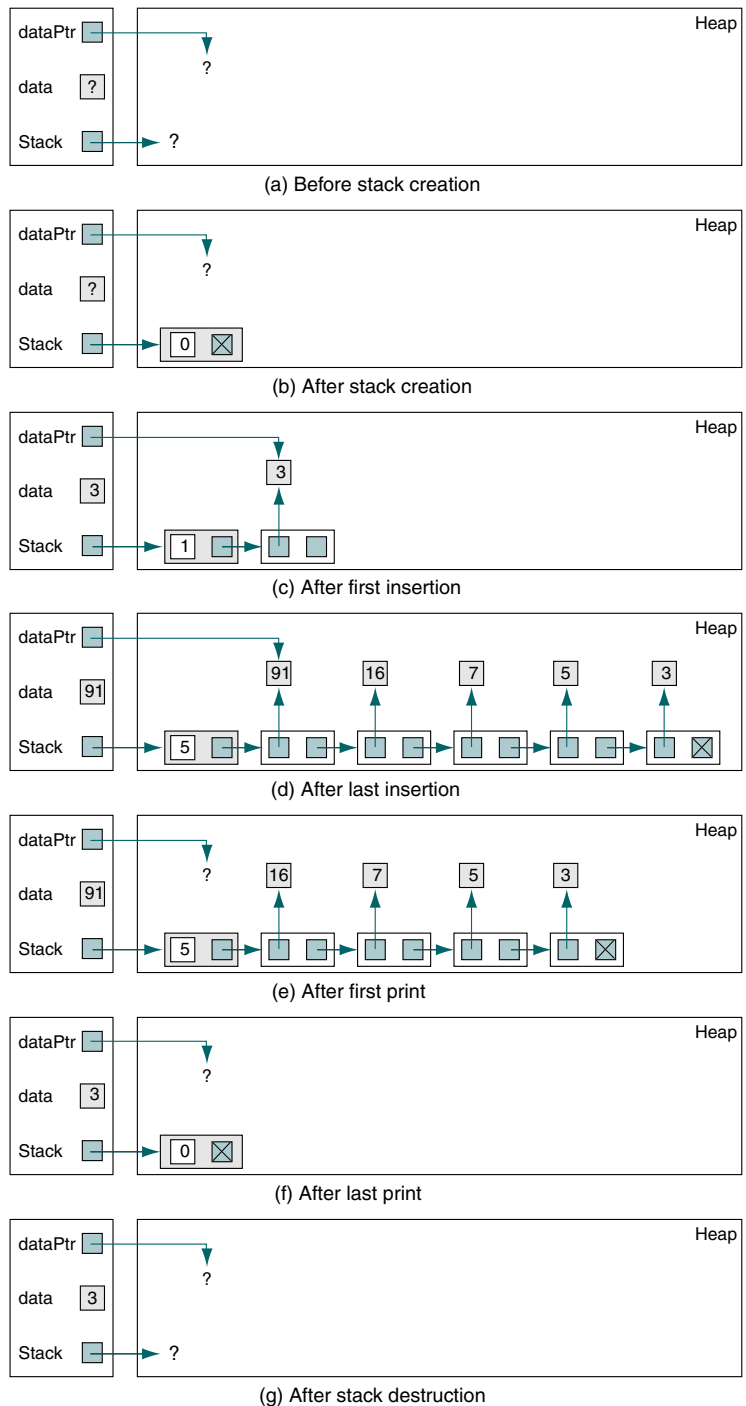 dataPtr
Heap
?
data ?
Stack
?
(a) Before stack creation
dataPtr
Heap
?
data ?
Stack
0
(b) After stack creation
dataPtr
Heap
3
data 3
Stack
1
(c) After first insertion
dataPtr
Heap
91 16 7 5 3
data 91
Stack
5
(d) After last insertion
dataPtr
Heap
?
16 7 5 3
data 91
Stack
5
(e) After first print
dataPtr
Heap
?
data 3
Stack
0
(f) After last print
dataPtr
Heap
?
data 3
Stack
?
(g) After stack destruction